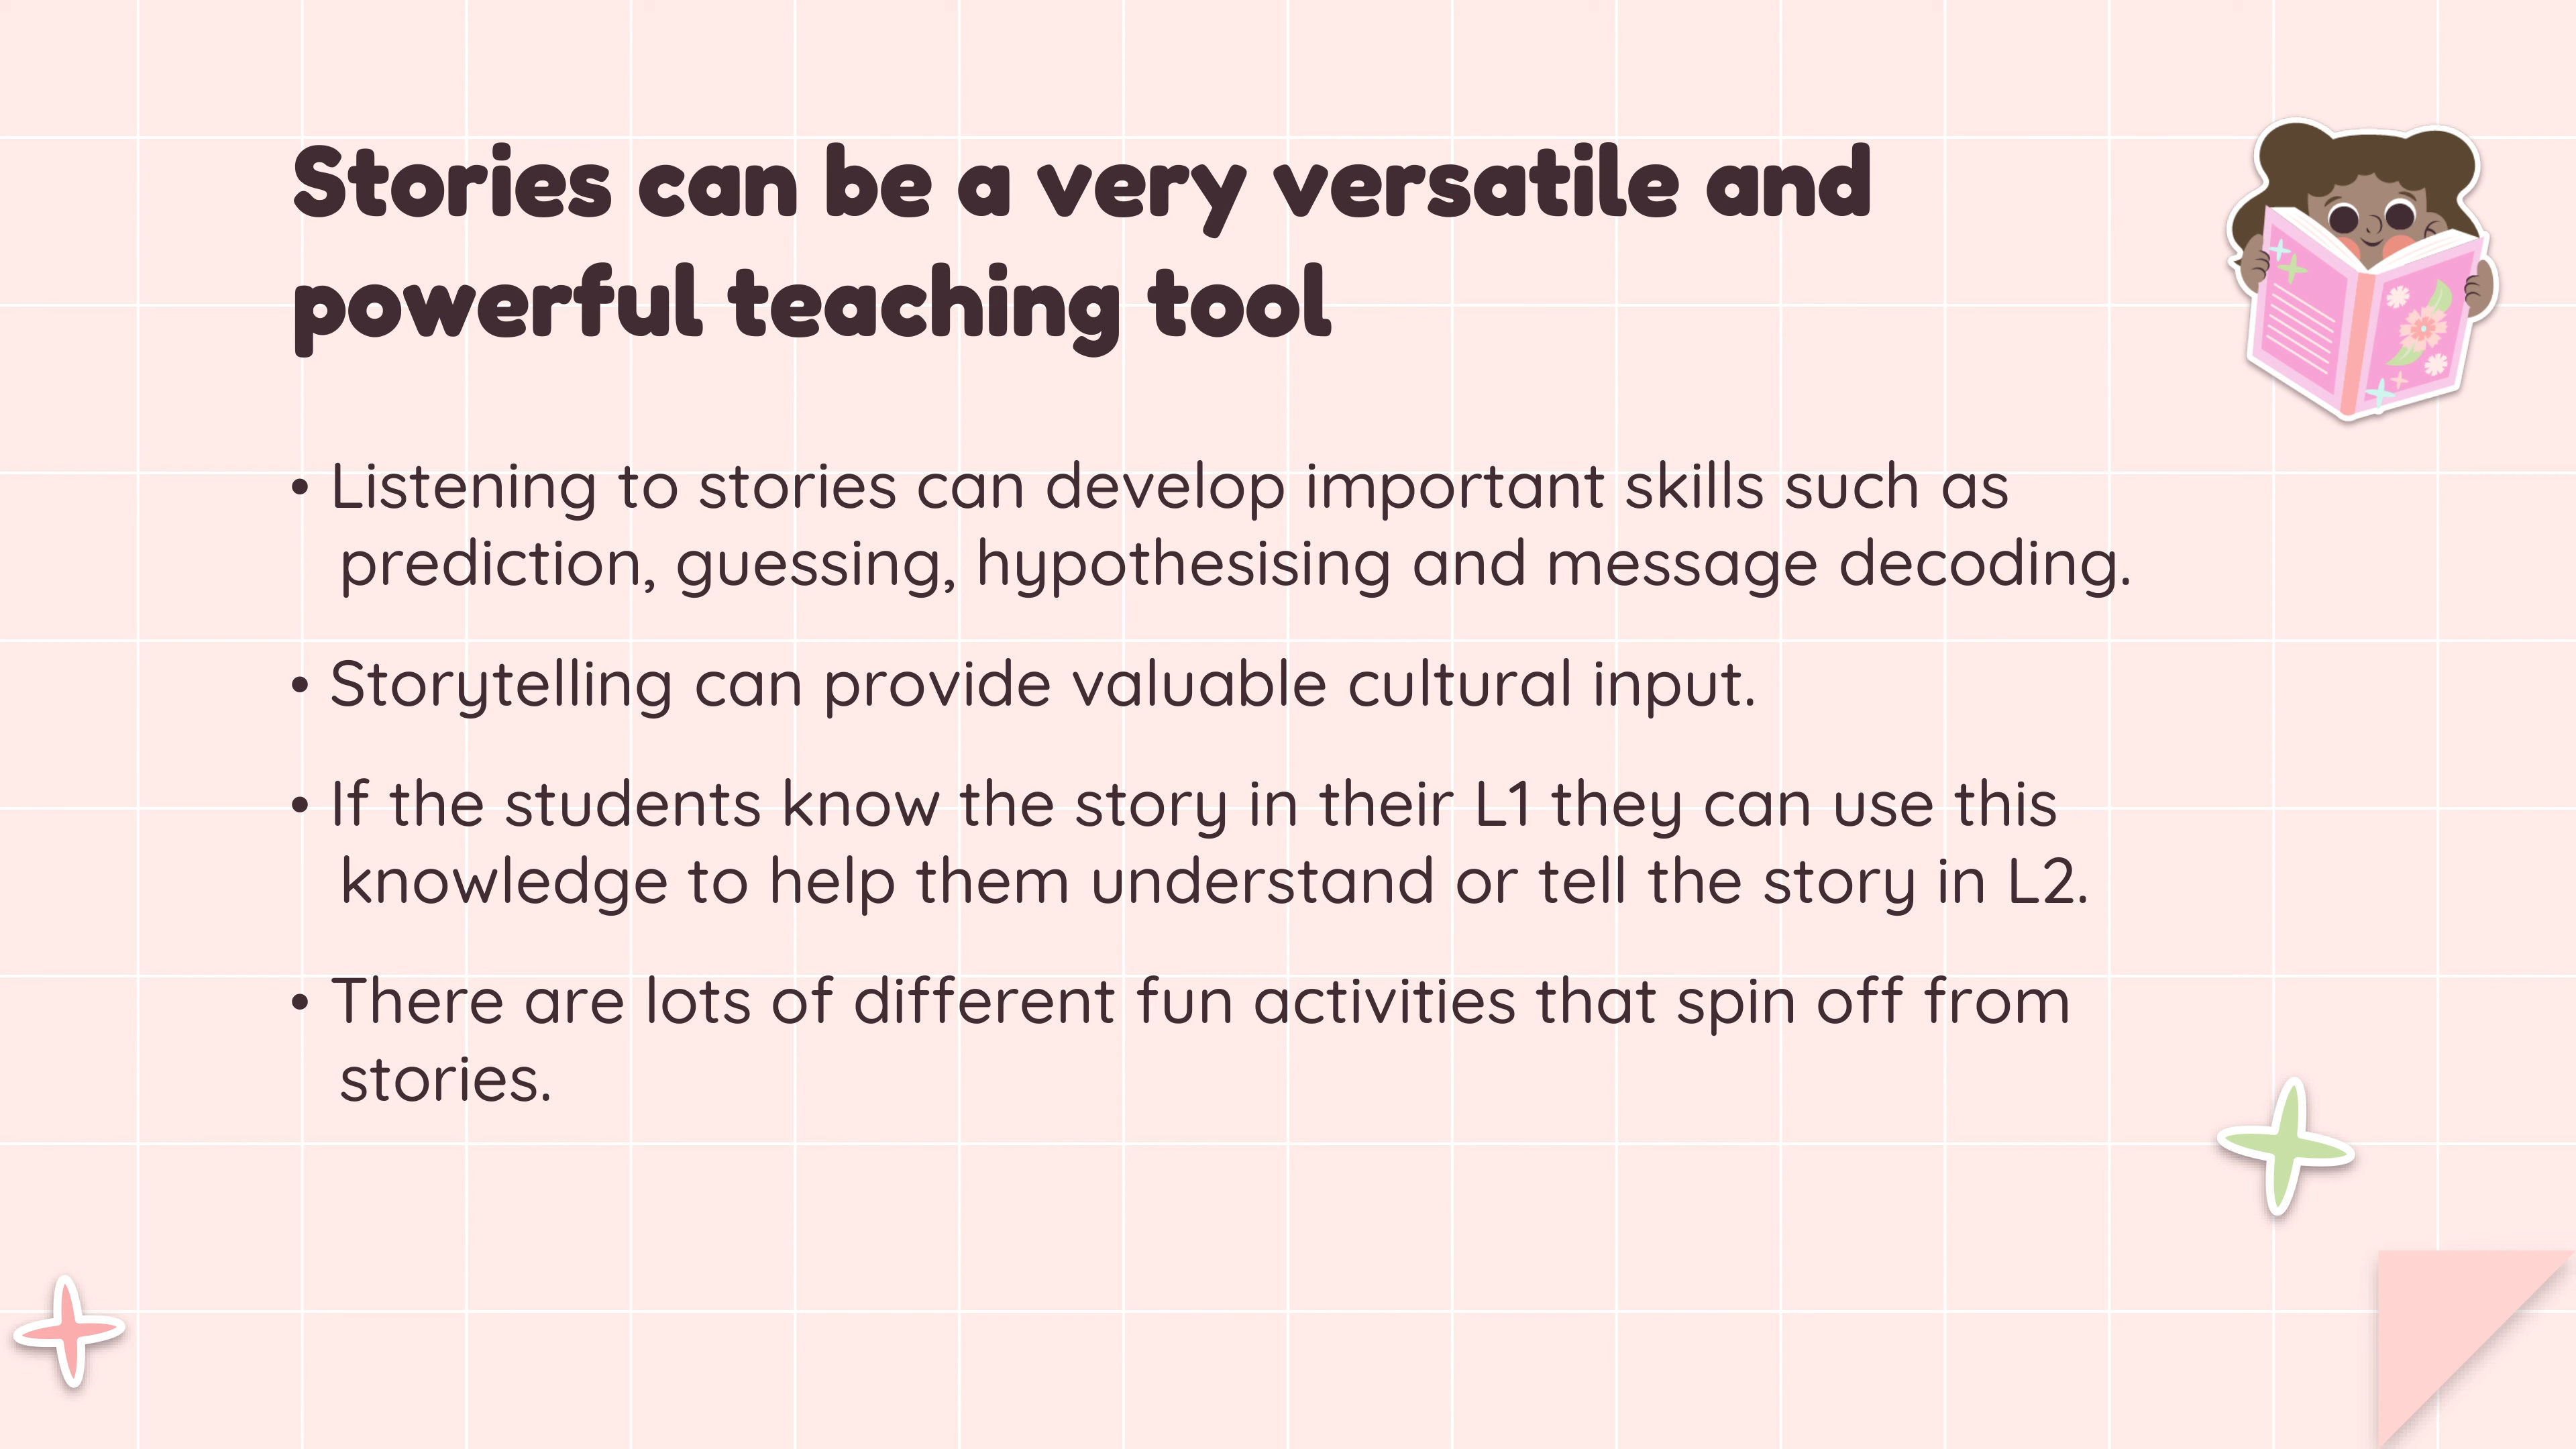 Stories can be a very versatile and
powerful teaching tool
• Listening to stories can develop important skills such as
prediction, guessing, hypothesising and message decoding.
• Storytelling can provide valuable cultural input.
• If the students know the story in their L1 they can use this
knowledge to help them understand or tell the story in L2.
• There are lots of different fun activities that spin off from
stories.